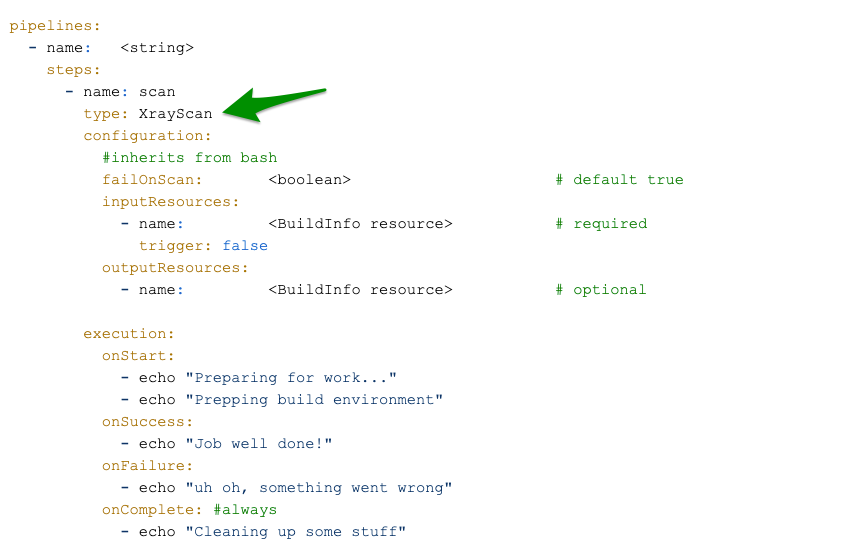 pipelines:
  - name:   <string>
    steps:
      - name: scan
        type: XrayScan
        configuration:
          #inherits from bash
          failOnScan:       <boolean>                      # default true
          inputResources:
            - name:         <BuildInfo resource>           # required
              trigger: false
          outputResources:
            - name:         <BuildInfo resource>           # optional

        execution:
          onStart:
            - echo "Preparing for work..."
            - echo "Prepping build environment"
          onSuccess:
            - echo "Job well done!"
          onFailure:
            - echo "uh oh, something went wrong"
          onComplete: #always
            - echo "Cleaning up some stuff"